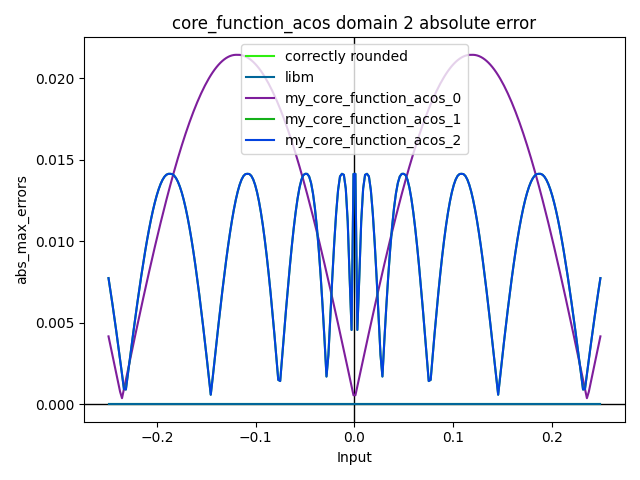 core_function_acos domain 2 absolute error
correctly rounded
libm
my_core_function_acos_0
my_core_function_acos_1
my_core_function_acos_2
abs_max_errors
0.020
0.015
0.010
0.005
0.000
−0.2
−0.1
0.0
0.1
0.2
Input